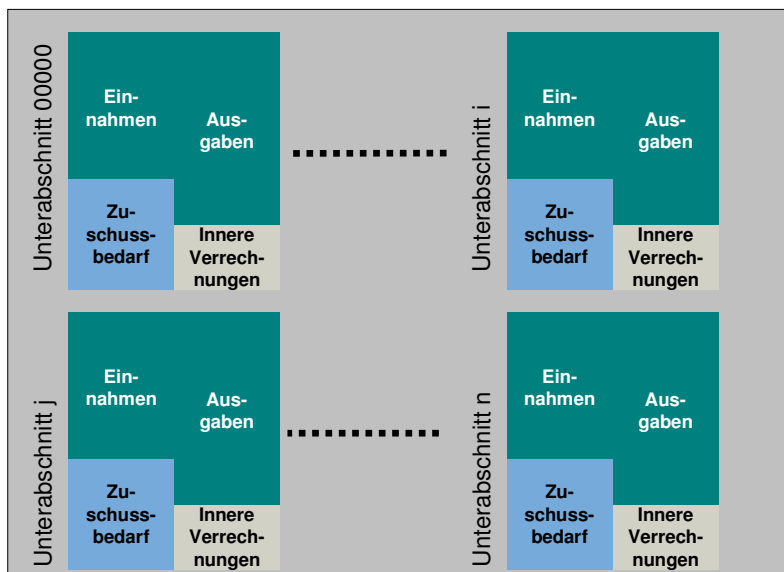 Unterabschnitt 00000
Ein-
nahmen
Aus-
gaben
Zu-
schuss-
bedarf
Innere
Verrech-
nungen
Unterabschnitt i
Ein-
nahmen
Aus-
gaben
Zu-
schuss-
bedarf
Innere
Verrech-
nungen
Unterabschnitt j
Ein-
nahmen
Aus-
gaben
Zu-
schuss-
bedarf
Innere
Verrech-
nungen
Unterabschnitt n
Ein-
nahmen
Aus-
gaben
Zu-
schuss-
bedarf
Innere
Verrech-
nungen